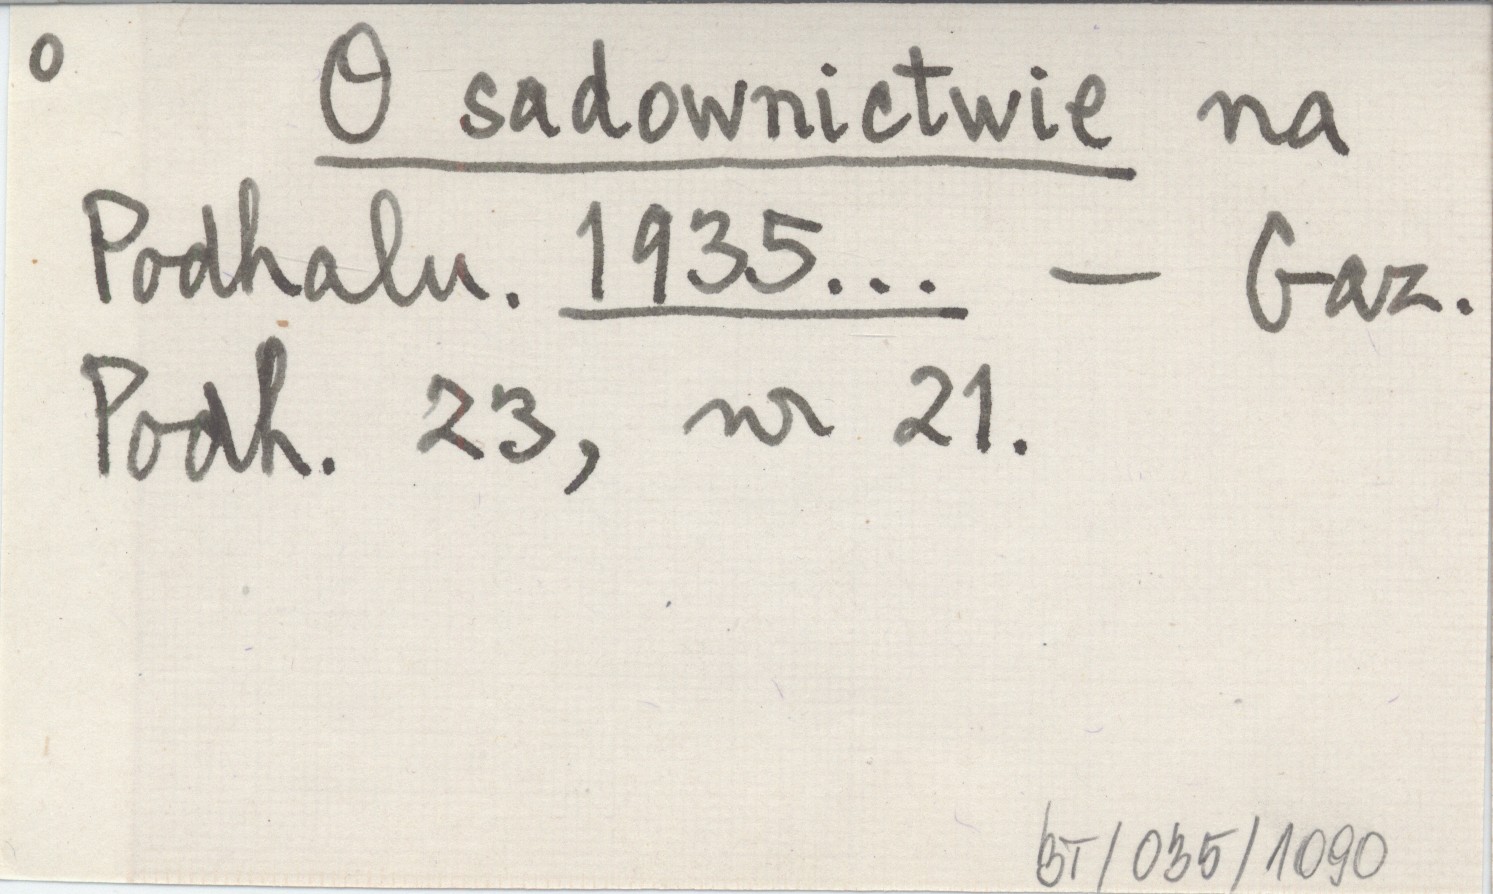 o
O sadownictwie na
Podhalu. 1935... — Gaz.
Podh. 23, nr 21.
BT/035/1090